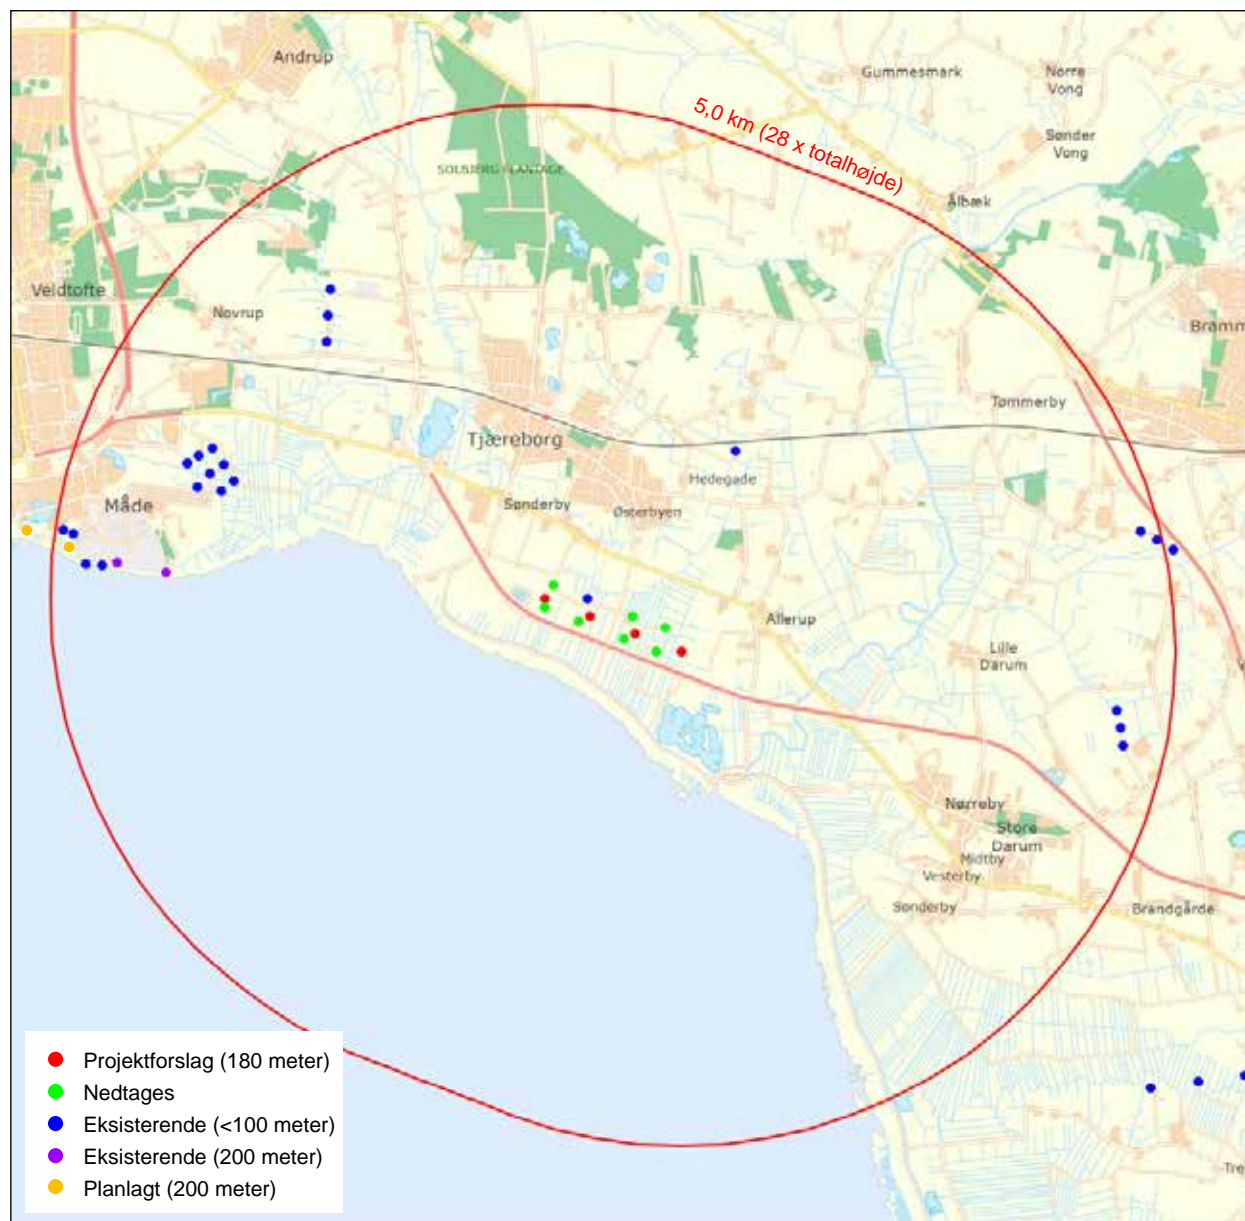 Andrup
Gummesmark
Nørre
Vong
5,0 km (28 x totalhøjde)
Sønder
Vong
SOLBJERG PLANTAGE
Ålbæk
Veldtofte
Novrup
Bramm
Tømmerby
Tjæreborg
Hedegade
Måde
Sønderby
Østerbyen
Allerup
Lille
Darum
Nørreby
Store
Darum
Midtby
Vesterby
Sønderby
Brandgårde
Projektforslag (180 meter)
Nedtages
Eksisterende (<100 meter)
Eksisterende (200 meter)
Planlagt (200 meter)
Tre